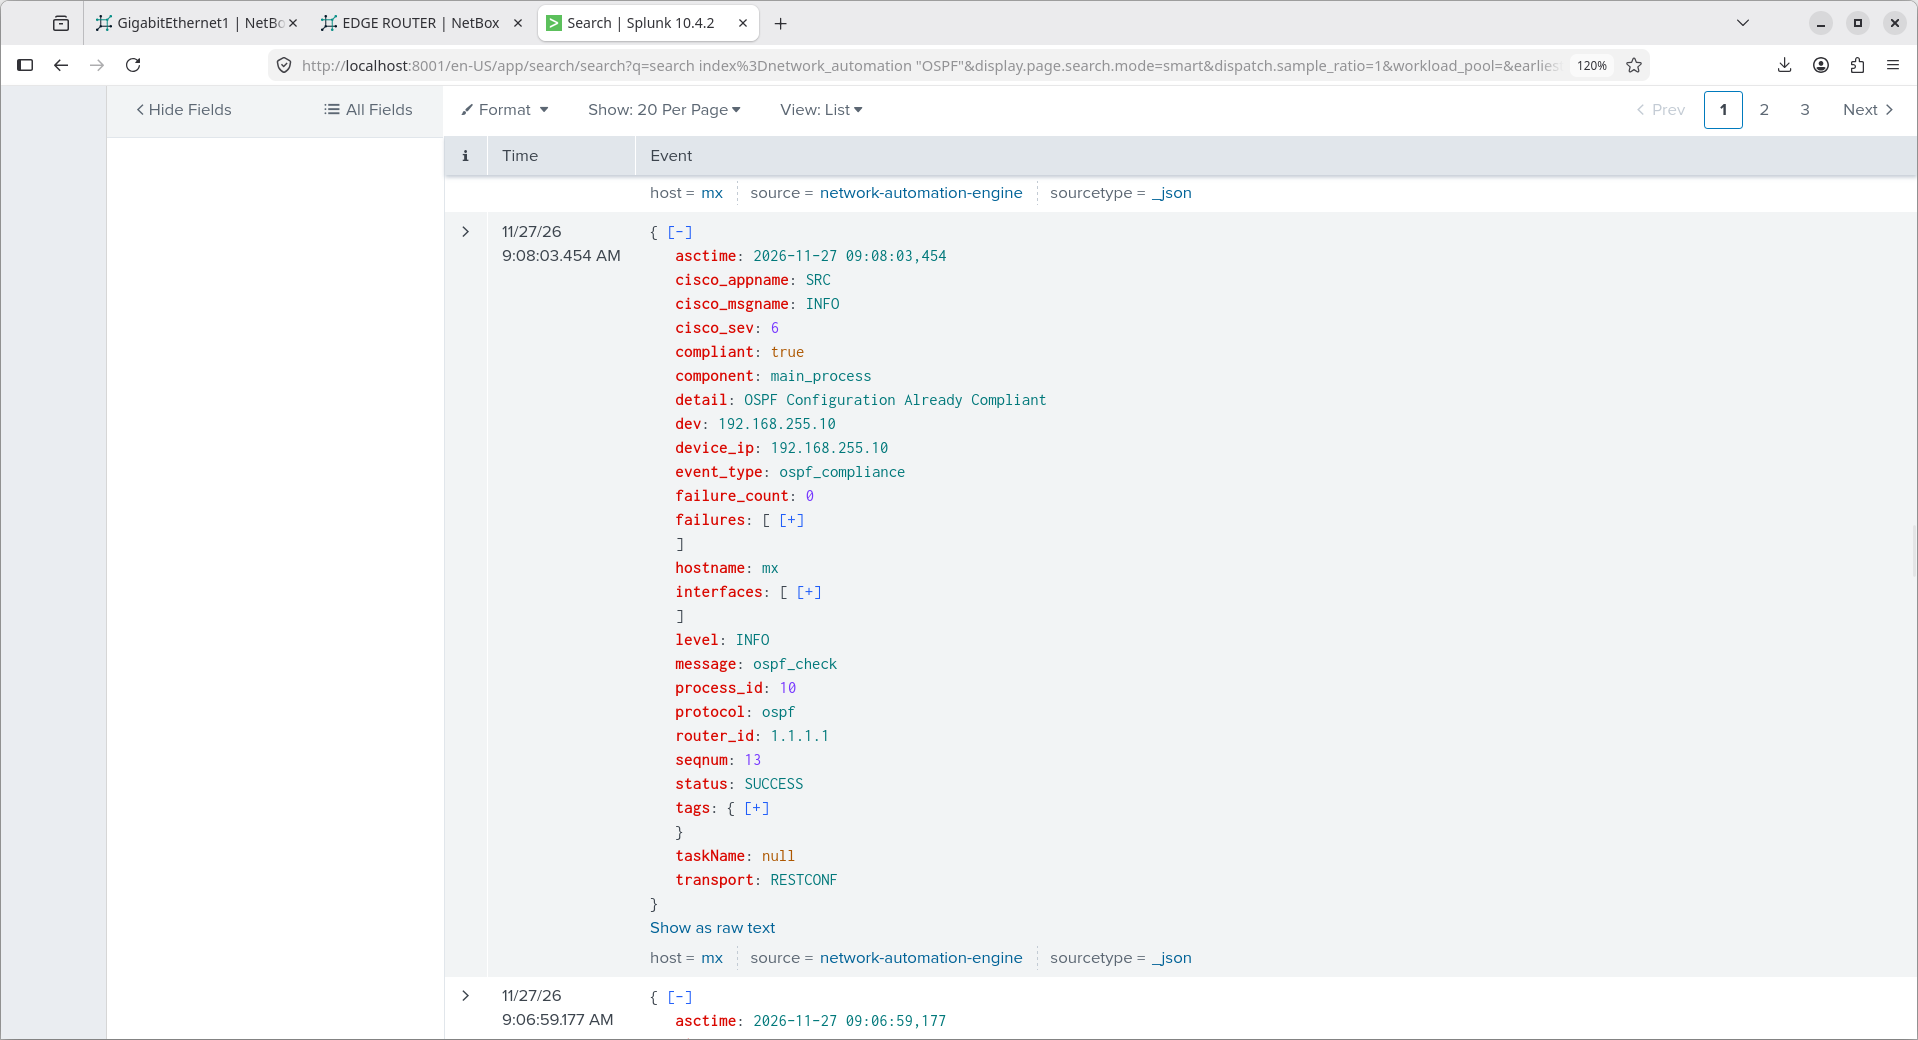 GigabitEthernet1 | NetBo
EDGE ROUTER | NetBox
Search | Splunk 10.4.2
http://localhost:8001/en-US/app/search/search?q=search index%3Dnetwork_automation "OSPF"&display.page.search.mode=smart&dispatch.sample_ratio=1&workload_pool=&earlies
120%
Hide Fields
All Fields
Format
Show: 20 Per Page
View: List
Prev
1
2
3
Next
i
Time
Event
host = mx
source = network-automation-engine
sourcetype = _json
11/27/26
9:08:03.454 AM
{ [-]
asctime: 2026-11-27 09:08:03,454
cisco_appname: SRC
cisco_msgname: INFO
cisco_sev: 6
compliant: true
component: main_process
detail: OSPF Configuration Already Compliant
dev: 192.168.255.10
device_ip: 192.168.255.10
event_type: ospf_compliance
failure_count: 0
failures: [ [+]
]
hostname: mx
interfaces: [ [+]
]
level: INFO
message: ospf_check
process_id: 10
protocol: ospf
router_id: 1.1.1.1
seqnum: 13
status: SUCCESS
tags: { [+]
}
taskName: null
transport: RESTCONF
}
Show as raw text
host = mx
source = network-automation-engine
sourcetype = _json
11/27/26
9:06:59.177 AM
{ [-]
asctime: 2026-11-27 09:06:59,177